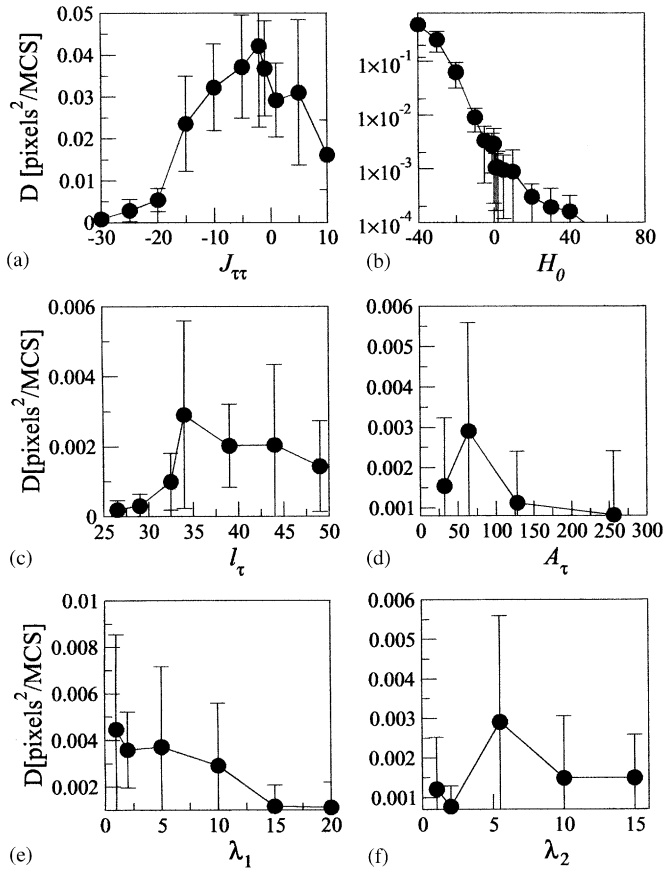 D [pixels²/MCS]
0.05
0.04
0.03
0.02
0.01
0
-30 -20 -10 0 10
(a)
J_ττ
1×10⁻¹
1×10⁻²
1×10⁻³
1×10⁻⁴
-40 0 40 80
(b)
H₀
D[pixels²/MCS]
0.006
0.004
0.002
0
25 30 35 40 45 50
(c)
l_τ
0.006
0.005
0.004
0.003
0.002
0.001
0 50 100 150 200 250 300
(d)
A_τ
D[pixels²/MCS]
0.01
0.008
0.006
0.004
0.002
0 5 10 15 20
(e)
λ₁
0.006
0.005
0.004
0.003
0.002
0.001
0 5 10 15
(f)
λ₂